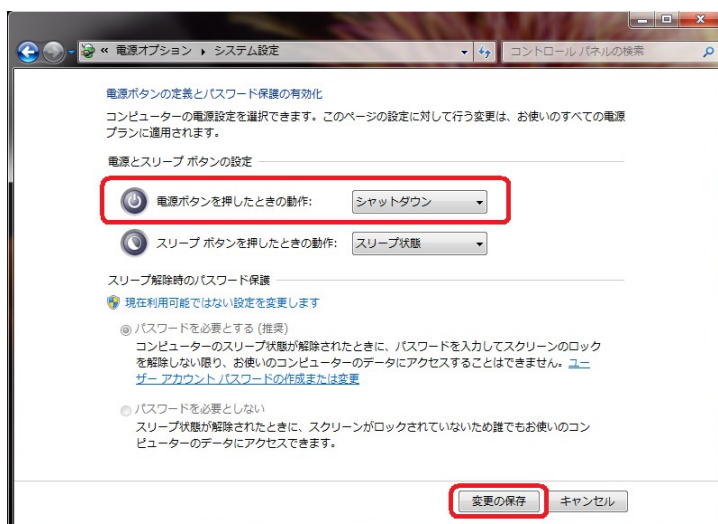 « 電源オプション ▸ システム設定
コントロール パネルの検索
電源ボタンの定義とパスワード保護の有効化
コンピューターの電源設定を選択できます。このページの設定に対して行う変更は、お使いのすべての電源
プランに適用されます。
電源とスリープ ボタンの設定
電源ボタンを押したときの動作: シャットダウン
スリープ ボタンを押したときの動作: スリープ状態
スリープ解除時のパスワード保護
現在利用可能ではない設定を変更します
パスワードを必要とする (推奨)
コンピューターのスリープ状態が解除されたときに、パスワードを入力してスクリーンのロック
を解除しない限り、お使いのコンピューターのデータにアクセスすることはできません。ユー
ザー アカウント パスワードの作成または変更
パスワードを必要としない
スリープ状態が解除されたときに、スクリーンがロックされていないため誰でもお使いのコン
ピューターのデータにアクセスできます。
変更の保存 キャンセル